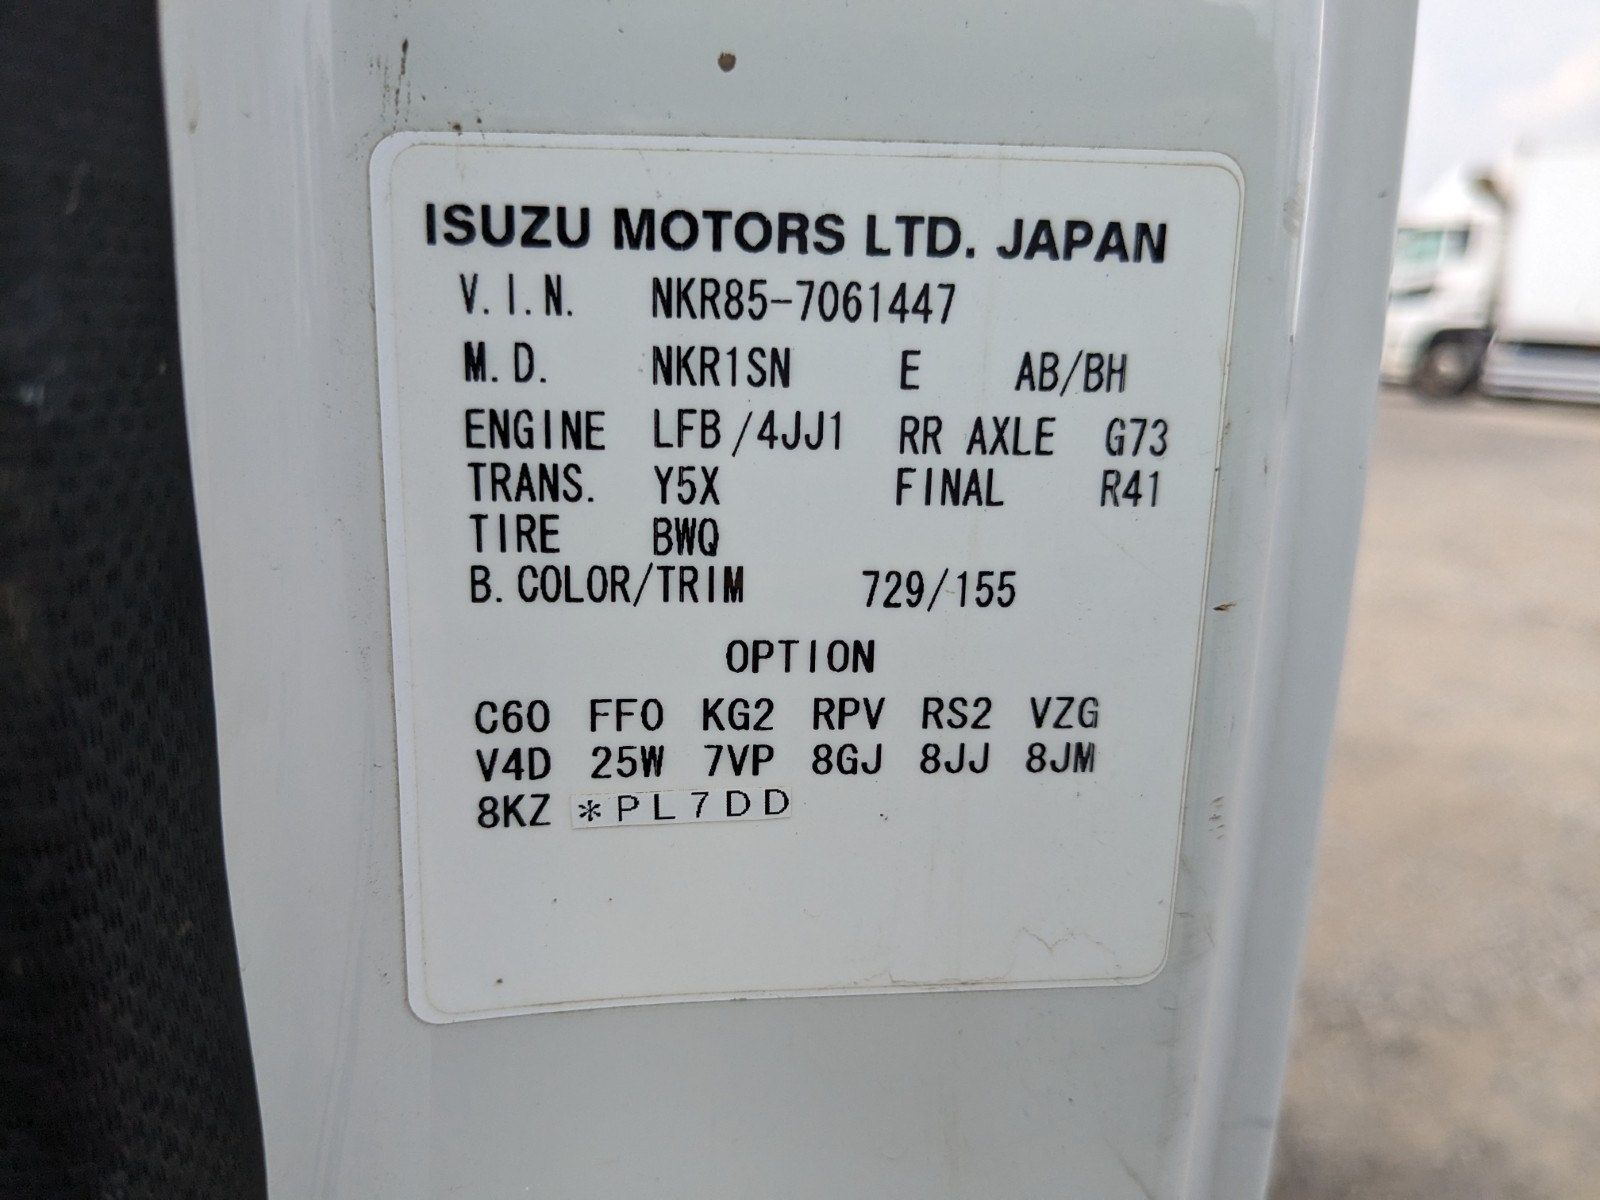 ISUZU MOTORS LTD. JAPAN
V.I.N. NKR85-7061447
M.D. NKR1SN E AB/BH
ENGINE LFB/4JJ1 RR AXLE G73
TRANS. Y5X FINAL R41
TIRE BWQ
B.COLOR/TRIM 729/155
OPTION
C60 FF0 KG2 RPV RS2 VZG
V4D 25W 7VP 8GJ 8JJ 8JM
8KZ *PL7DD